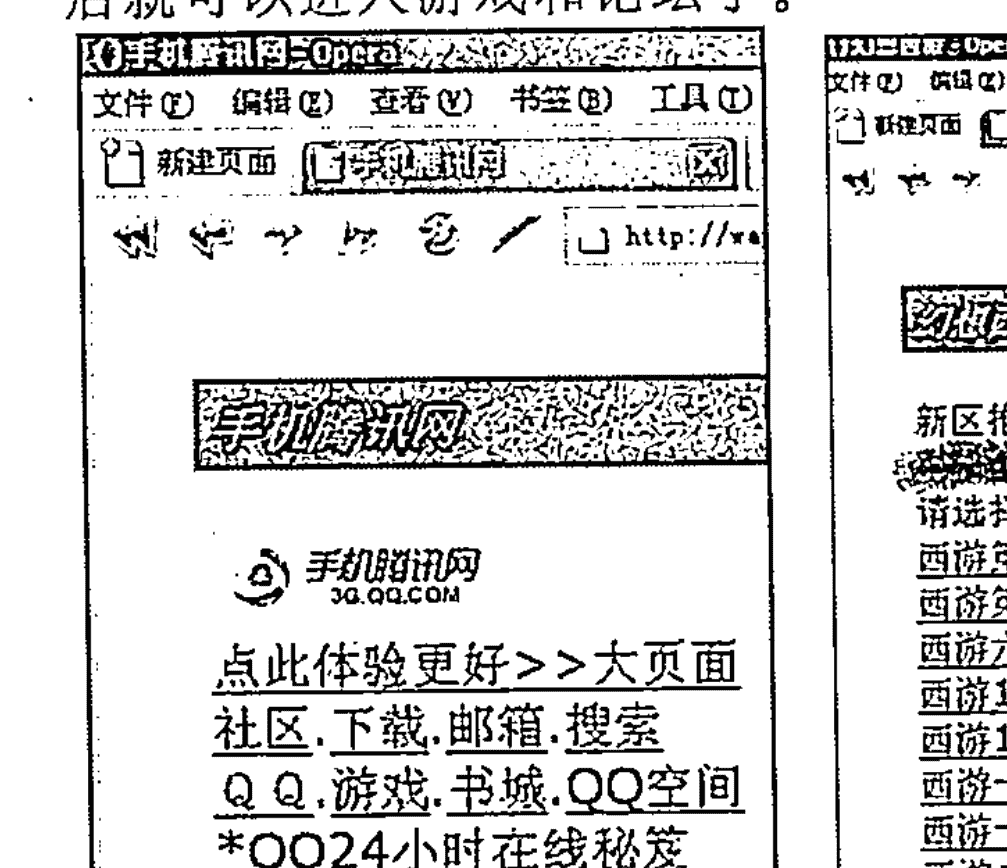 后就可以进入游戏和论坛了。
手机腾讯网 - Opera
文件(F) 编辑(E) 查看(V) 书签(B) 工具(T)
新建页面 手机腾讯网
http://wa
手机腾讯网
手机腾讯网
3G.QQ.COM
点此体验更好>>大页面
社区.下载.邮箱.搜索
QQ.游戏.书城.QQ空间
*QQ24小时在线秘笈
文件(F) 编辑(E)
新建页面
新区
请选择
西游
西游
西游
西游
西游1
西游
西游